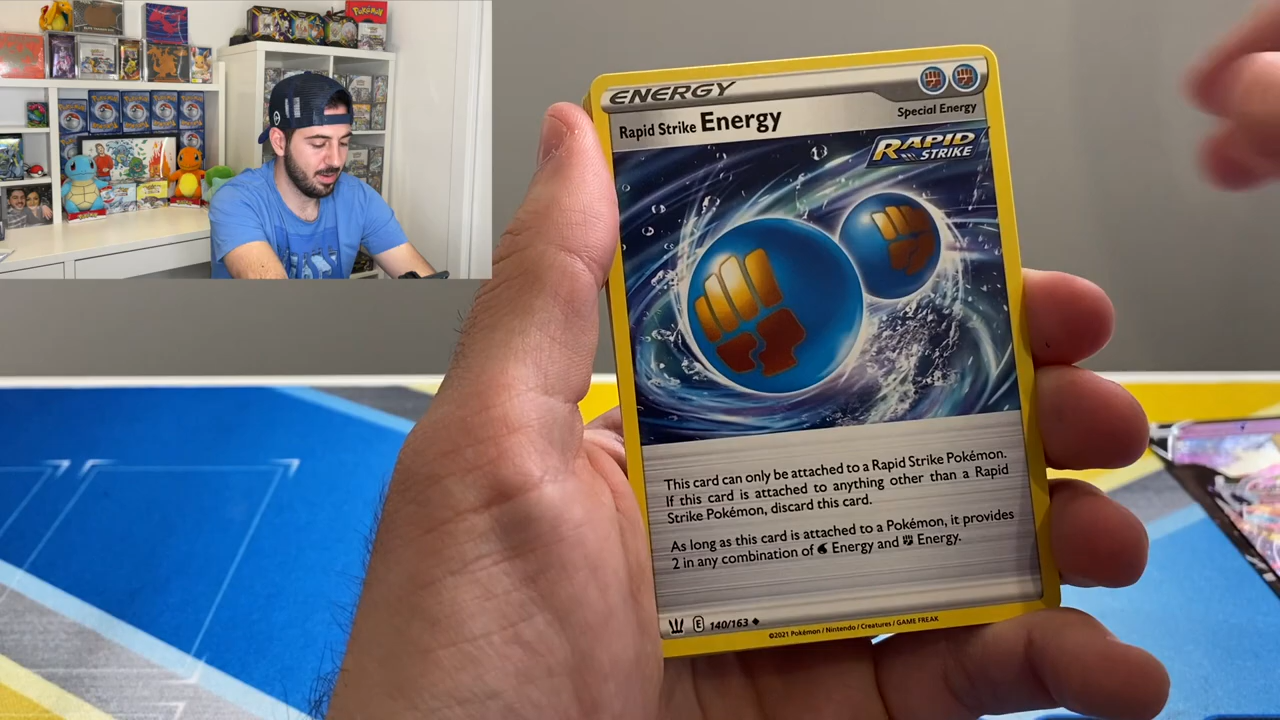 Pokémon
ENERGY
Rapid Strike Energy
Special Energy
RAPID
STRIKE
This card can only be attached to a Rapid Strike Pokémon.
If this card is attached to anything other than a Rapid
Strike Pokémon, discard this card.
As long as this card is attached to a Pokémon, it provides
2 in any combination of Energy and Energy.
E 140/163
©2021 Pokémon / Nintendo / Creatures / GAME FREAK